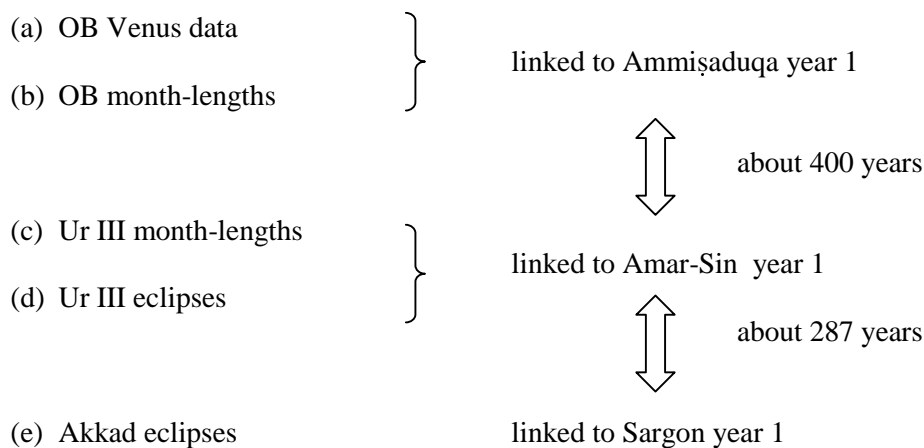 (a) OB Venus data
linked to Ammiṣaduqa year 1
(b) OB month-lengths
about 400 years
(c) Ur III month-lengths
linked to Amar-Sin year 1
(d) Ur III eclipses
about 287 years
(e) Akkad eclipses linked to Sargon year 1